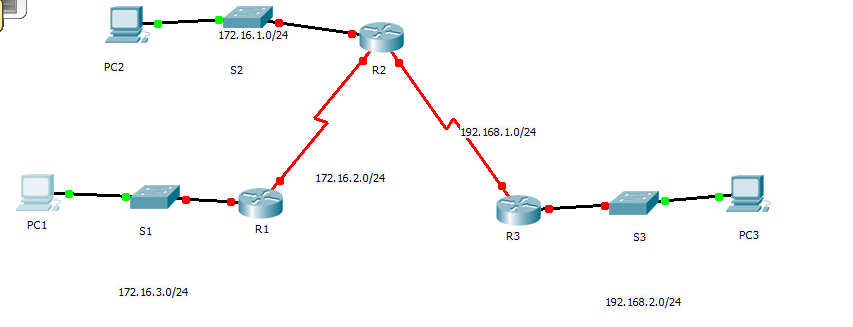 172.16.1.0/24
PC2
S2
R2
192.168.1.0/24
172.16.2.0/24
PC1
S1
R1
R3
S3
PC3
172.16.3.0/24
192.168.2.0/24